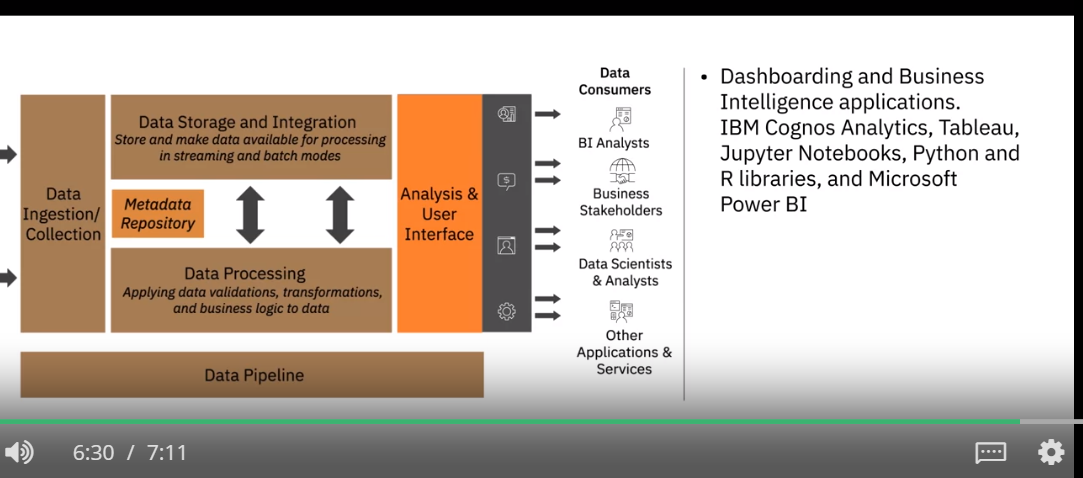 Data
Ingestion/
Collection
Data Storage and Integration
Store and make data available for processing
in streaming and batch modes
Metadata
Repository
Data Processing
Applying data validations, transformations,
and business logic to data
Analysis &
User
Interface
Data Pipeline
Data
Consumers
BI Analysts
Business
Stakeholders
Data Scientists
& Analysts
Other
Applications &
Services
• Dashboarding and Business
Intelligence applications.
IBM Cognos Analytics, Tableau,
Jupyter Notebooks, Python and
R libraries, and Microsoft
Power BI
6:30 / 7:11